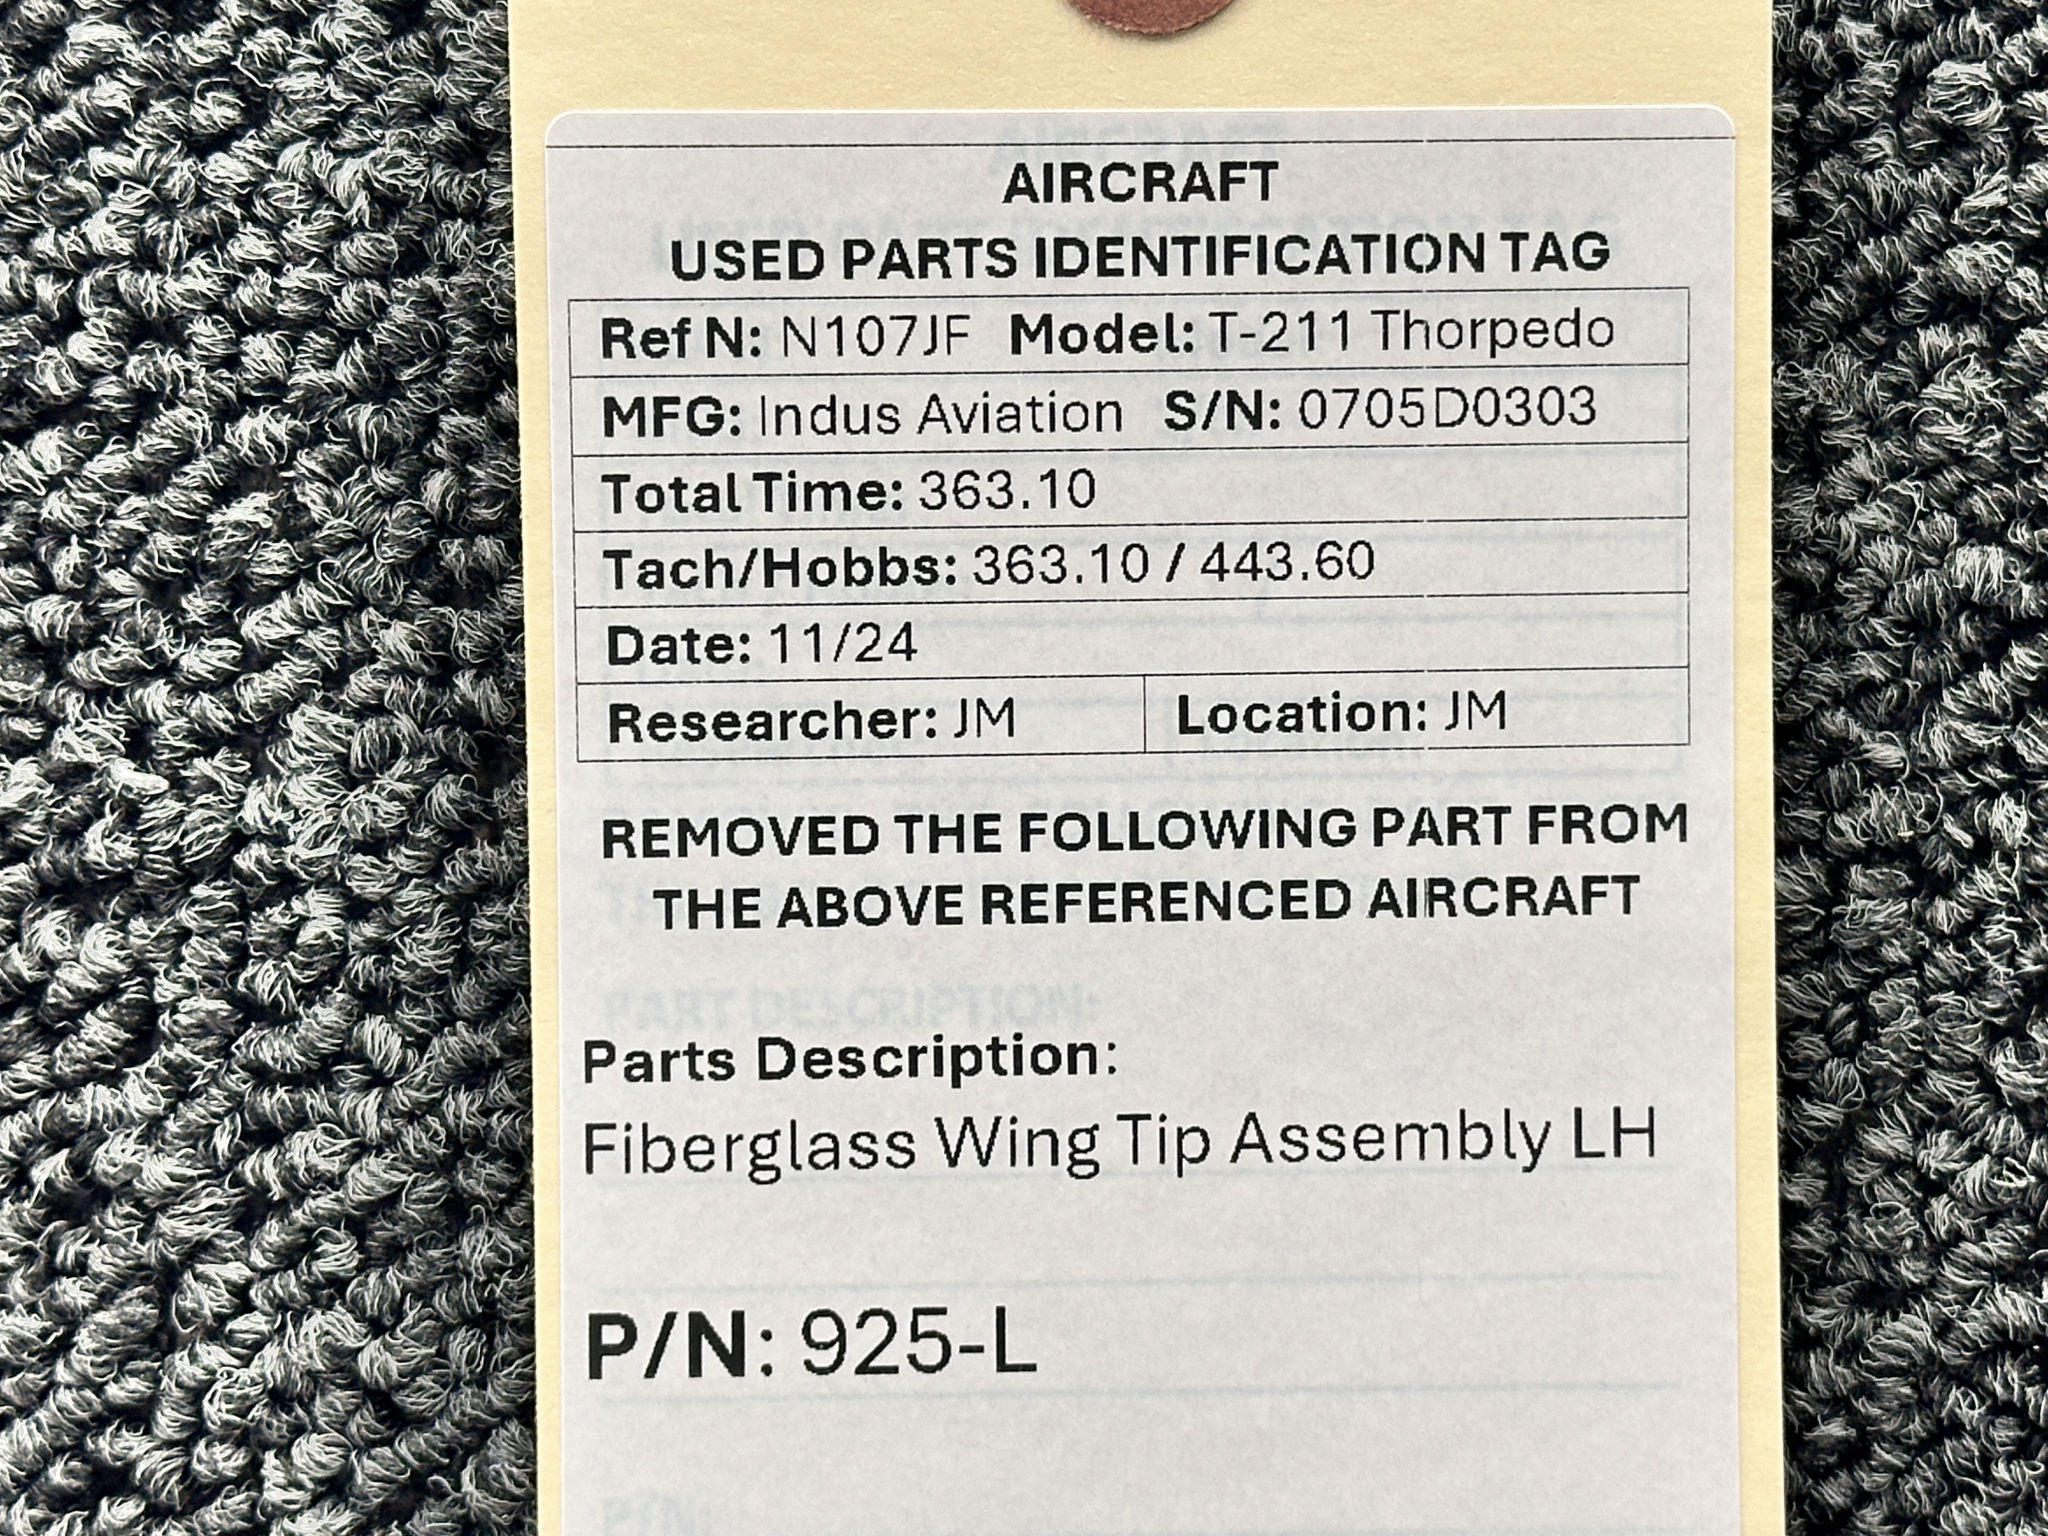 AIRCRAFT
USED PARTS IDENTIFICATION TAG
Ref N: N107JF Model: T-211 Thorpedo
MFG: Indus Aviation S/N: 0705D0303
Total Time: 363.10
Tach/Hobbs: 363.10 / 443.60
Date: 11/24
Researcher: JM Location: JM
REMOVED THE FOLLOWING PART FROM
THE ABOVE REFERENCED AIRCRAFT
PART DESCRIPTION:
Parts Description:
Fiberglass Wing Tip Assembly LH
P/N: 925-L
P/N: